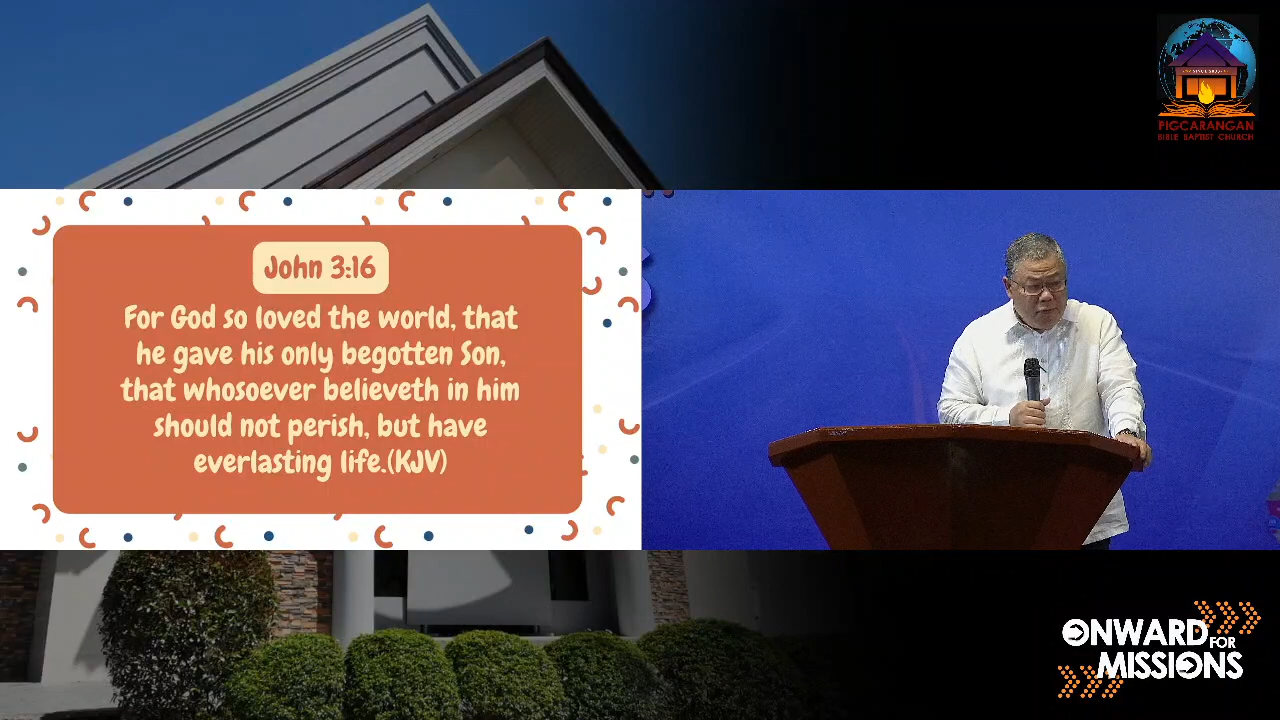 PIGCARANGAN
BIBLE BAPTIST CHURCH
John 3:16
For God so loved the world, that
he gave his only begotten Son,
that whosoever believeth in him
should not perish, but have
everlasting life.(KJV)
ONWARD
FOR
MISSIONS